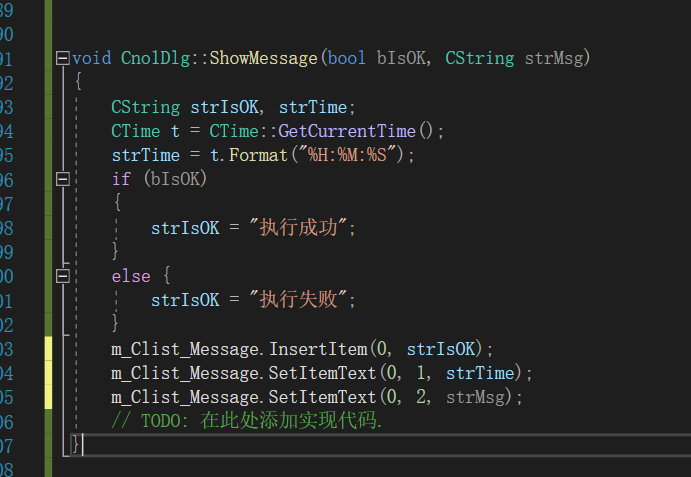 89
90
91 void CnolDlg::ShowMessage(bool bIsOK, CString strMsg)
92 {
93 CString strIsOK, strTime;
94 CTime t = CTime::GetCurrentTime();
95 strTime = t.Format("%H:%M:%S");
96 if (bIsOK)
97 {
98 strIsOK = "执行成功";
99 }
00 else {
01 strIsOK = "执行失败";
02 }
03 m_Clist_Message.InsertItem(0, strIsOK);
04 m_Clist_Message.SetItemText(0, 1, strTime);
05 m_Clist_Message.SetItemText(0, 2, strMsg);
06 // TODO: 在此处添加实现代码.
07 }
08